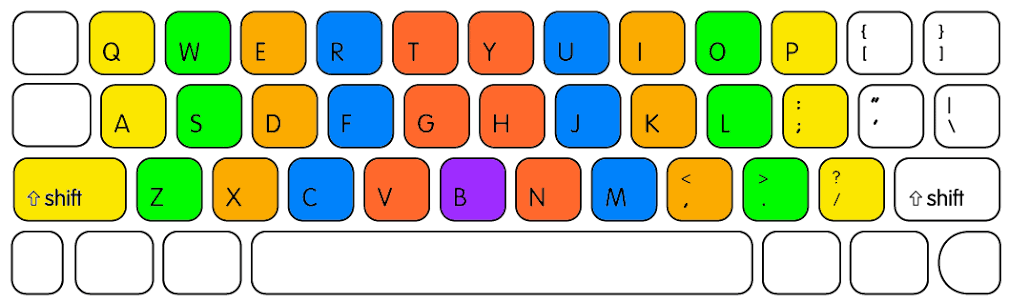 Q W E R T Y U I O P { [ } ]
A S D F G H J K L : ; " ' | \
⇧ shift Z X C V B N M < , > . ? / ⇧ shift